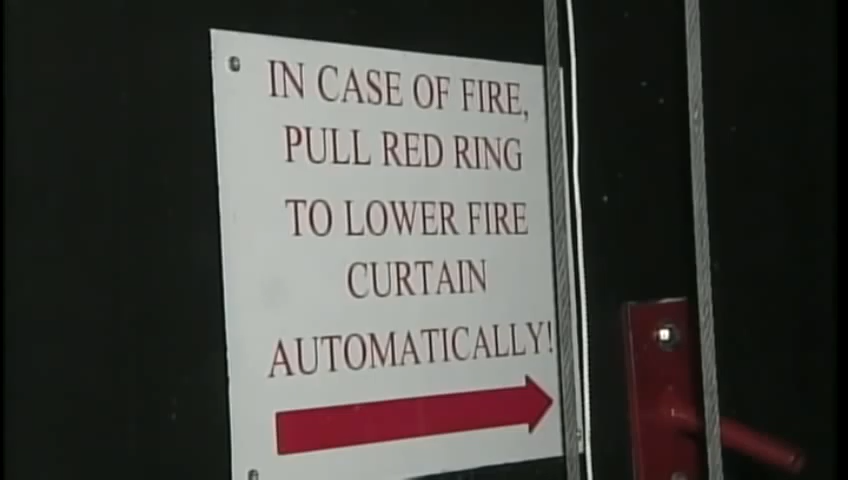 IN CASE OF FIRE,
PULL RED RING
TO LOWER FIRE
CURTAIN
AUTOMATICALLY!